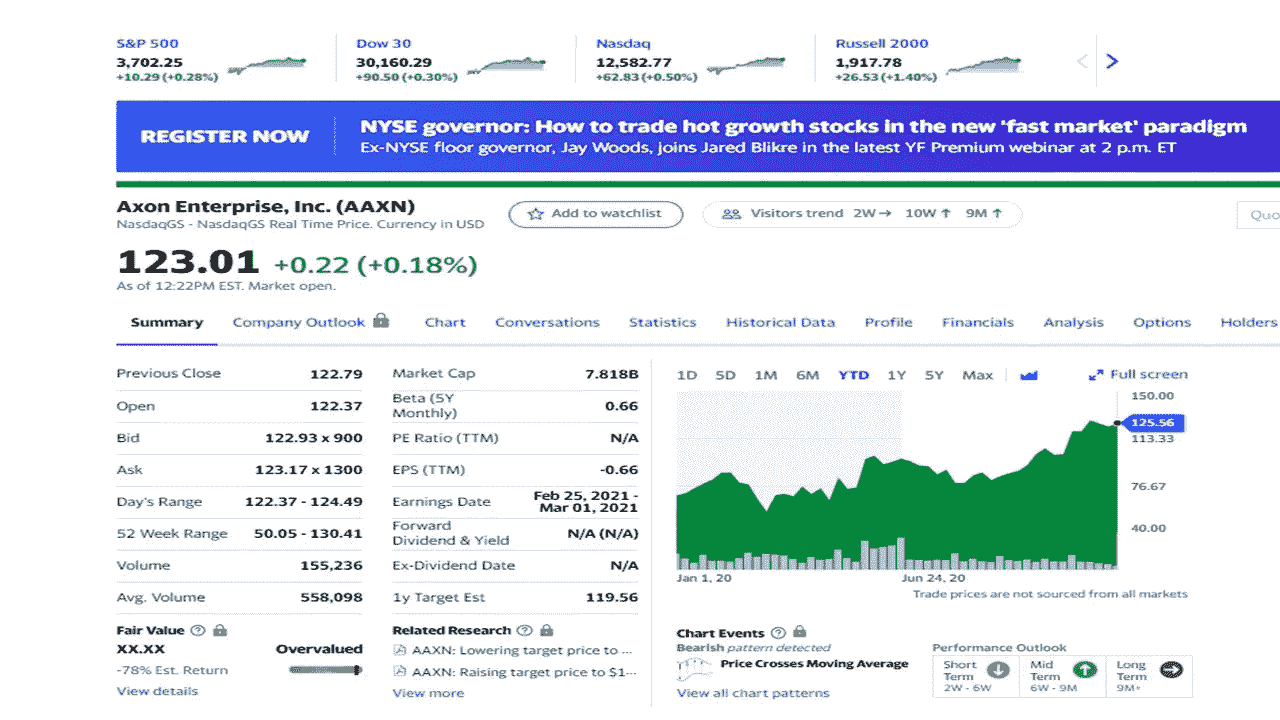 S&P 500 Dow 30 Nasdaq Russell 2000
3,702.25 30,160.29 12,582.77 1,917.78
+10.29 (+0.28%) +90.50 (+0.30%) +62.83 (+0.50%) +26.53 (+1.40%)
REGISTER NOW
NYSE governor: How to trade hot growth stocks in the new 'fast market' paradigm
Ex-NYSE floor governor, Jay Woods, joins Jared Blikre in the latest YF Premium webinar at 2 p.m. ET
Axon Enterprise, Inc. (AAXN)
NasdaqGS - NasdaqGS Real Time Price. Currency in USD
Add to watchlist
Visitors trend 2W→ 10W↑ 9M↑
Quo
123.01 +0.22 (+0.18%)
As of 12:22PM EST. Market open.
Summary Company Outlook Chart Conversations Statistics Historical Data Profile Financials Analysis Options Holders
Previous Close 122.79
Open 122.37
Bid 122.93 x 900
Ask 123.17 x 1300
Day's Range 122.37 - 124.49
52 Week Range 50.05 - 130.41
Volume 155,236
Avg. Volume 558,098
Market Cap 7.818B
Beta (5Y
Monthly) 0.66
PE Ratio (TTM) N/A
EPS (TTM) -0.66
Earnings Date Feb 25, 2021 -
Mar 01, 2021
Forward
Dividend & Yield N/A (N/A)
Ex-Dividend Date N/A
1y Target Est 119.56
1D 5D 1M 6M YTD 1Y 5Y Max Full screen
150.00
125.56
113.33
76.67
40.00
Jan 1, 20 Jun 24, 20
Trade prices are not sourced from all markets
Fair Value
XX.XX Overvalued
-78% Est. Return
View details
Related Research
AAXN: Lowering target price to ...
AAXN: Raising target price to $1...
View more
Chart Events
Bearish pattern detected
Price Crosses Moving Average
View all chart patterns
Performance Outlook
Short
Term
2W - 6W
Mid
Term
6W - 9M
Long
Term
9M+